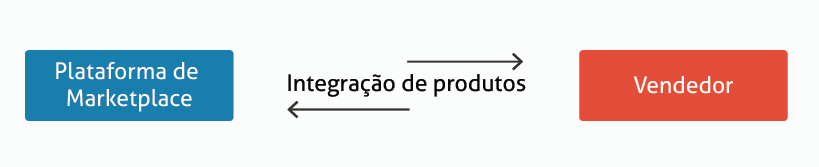 Plataforma de
Marketplace
Integração de produtos
Vendedor